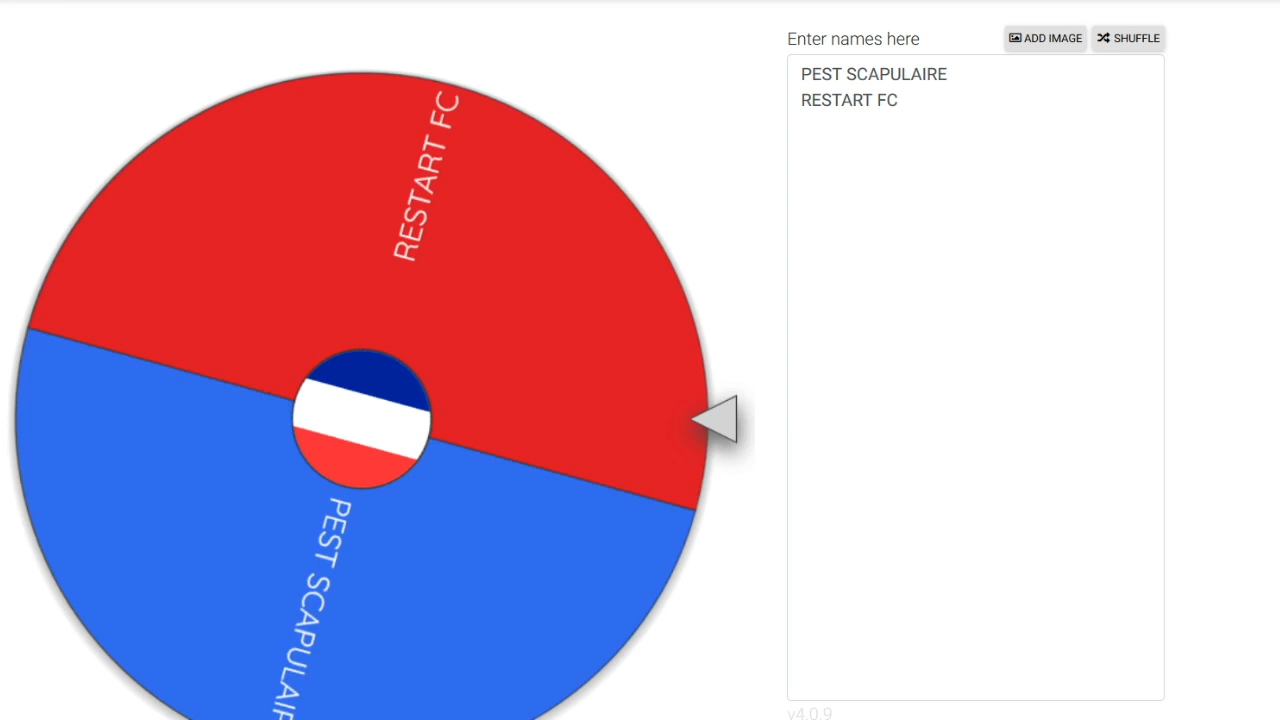 Enter names here
ADD IMAGE
SHUFFLE
PEST SCAPULAIRE
RESTART FC
RESTART FC
PEST SCAPULAIR
v4.0.9